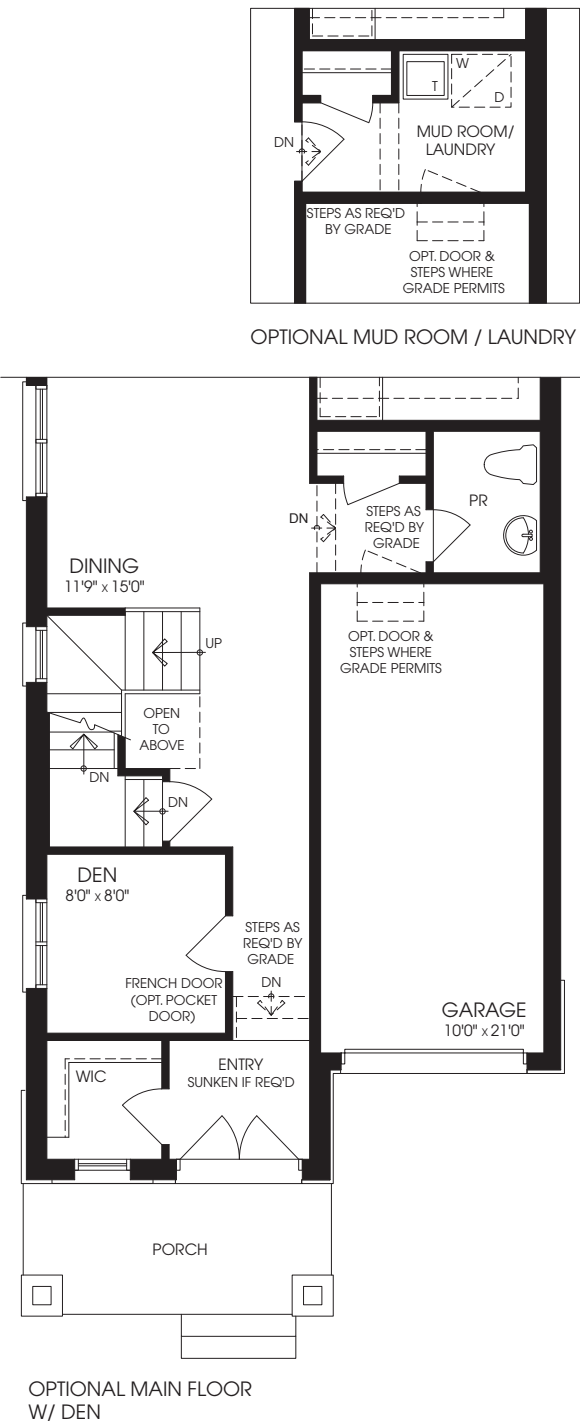 W
T
D
DN
MUD ROOM/
LAUNDRY
STEPS AS REQ'D
BY GRADE
OPT. DOOR &
STEPS WHERE
GRADE PERMITS
OPTIONAL MUD ROOM / LAUNDRY
PR
DN
STEPS AS
REQ'D BY
GRADE
DINING
11'9" x 15'0"
OPT. DOOR &
STEPS WHERE
GRADE PERMITS
UP
OPEN
TO
ABOVE
DN
DN
DEN
8'0" x 8'0"
STEPS AS
REQ'D BY
GRADE
DN
FRENCH DOOR
(OPT. POCKET
DOOR)
GARAGE
10'0" x 21'0"
WIC
ENTRY
SUNKEN IF REQ'D
PORCH
OPTIONAL MAIN FLOOR
W/ DEN